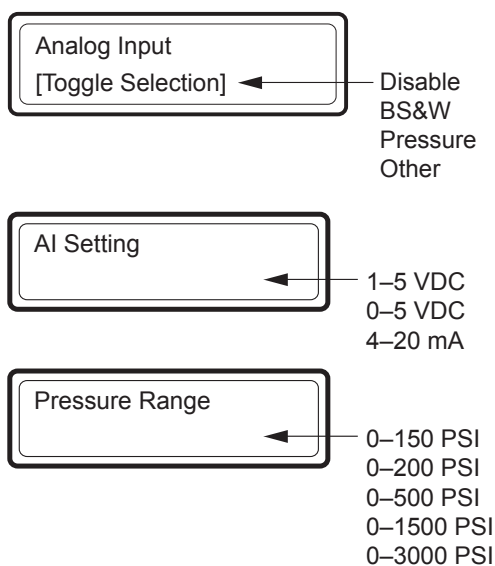 Analog Input
[Toggle Selection]
Disable
BS&W
Pressure
Other
AI Setting
1–5 VDC
0–5 VDC
4–20 mA
Pressure Range
0–150 PSI
0–200 PSI
0–500 PSI
0–1500 PSI
0–3000 PSI